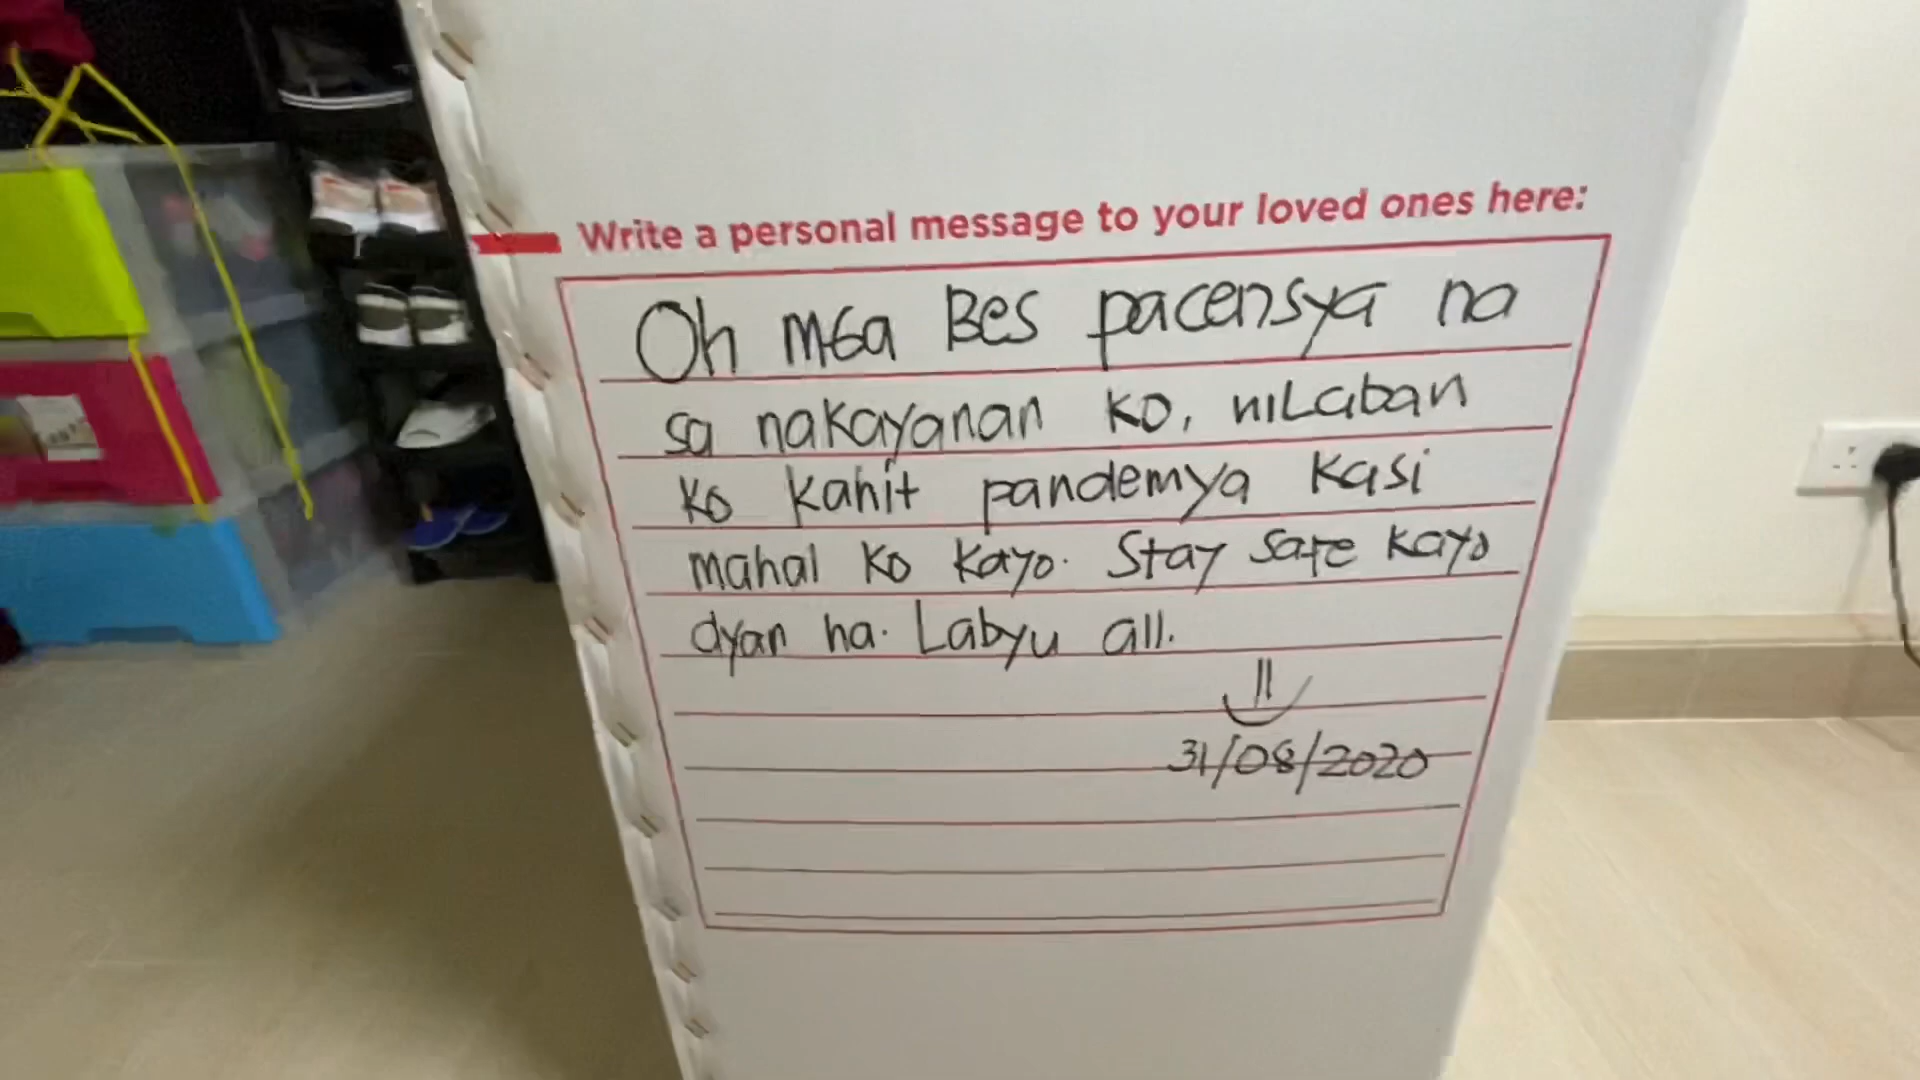 Write a personal message to your loved ones here:
Oh mga Bes pacensya na
sa nakayanan ko, nilaban
ko kahit pandemya kasi
mahal ko kayo. Stay safe kayo
dyan ha. Labyu all.
31/08/2020